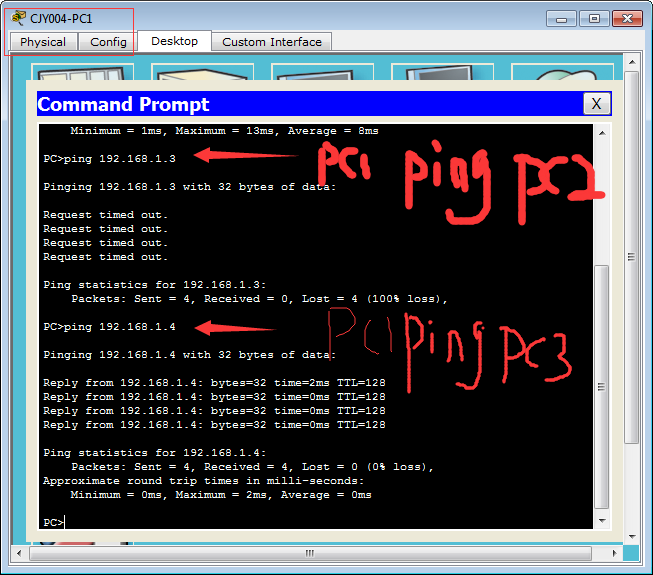 CJY004-PC1
Physical Config Desktop Custom Interface
Command Prompt X
Minimum = 1ms, Maximum = 13ms, Average = 8ms
PC>ping 192.168.1.3
pc1 ping pc2
Pinging 192.168.1.3 with 32 bytes of data:
Request timed out.
Request timed out.
Request timed out.
Request timed out.
Ping statistics for 192.168.1.3:
Packets: Sent = 4, Received = 0, Lost = 4 (100% loss),
PC>ping 192.168.1.4
PC1 ping pc3
Pinging 192.168.1.4 with 32 bytes of data:
Reply from 192.168.1.4: bytes=32 time=2ms TTL=128
Reply from 192.168.1.4: bytes=32 time=0ms TTL=128
Reply from 192.168.1.4: bytes=32 time=0ms TTL=128
Reply from 192.168.1.4: bytes=32 time=0ms TTL=128
Ping statistics for 192.168.1.4:
Packets: Sent = 4, Received = 4, Lost = 0 (0% loss),
Approximate round trip times in milli-seconds:
Minimum = 0ms, Maximum = 2ms, Average = 0ms
PC>